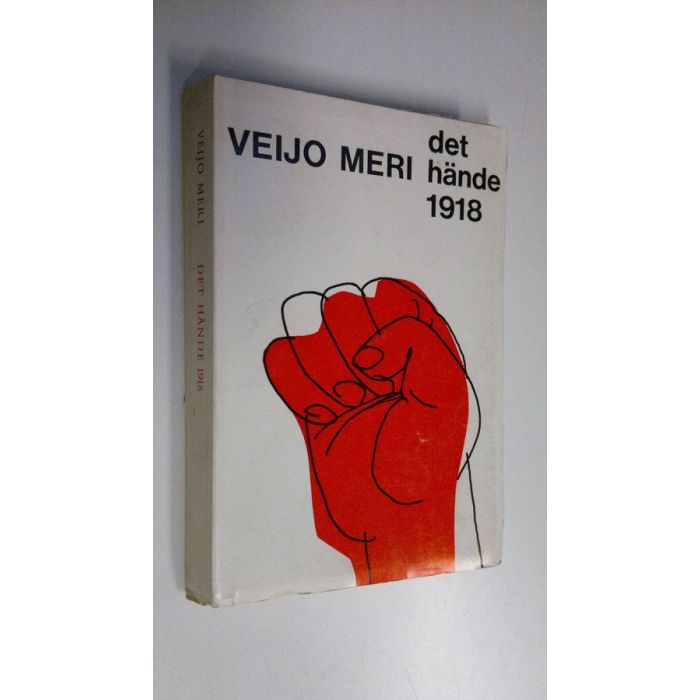 VEIJO MERI
det
hände
1918
VEIJO MERI DET HÄNDE 1918